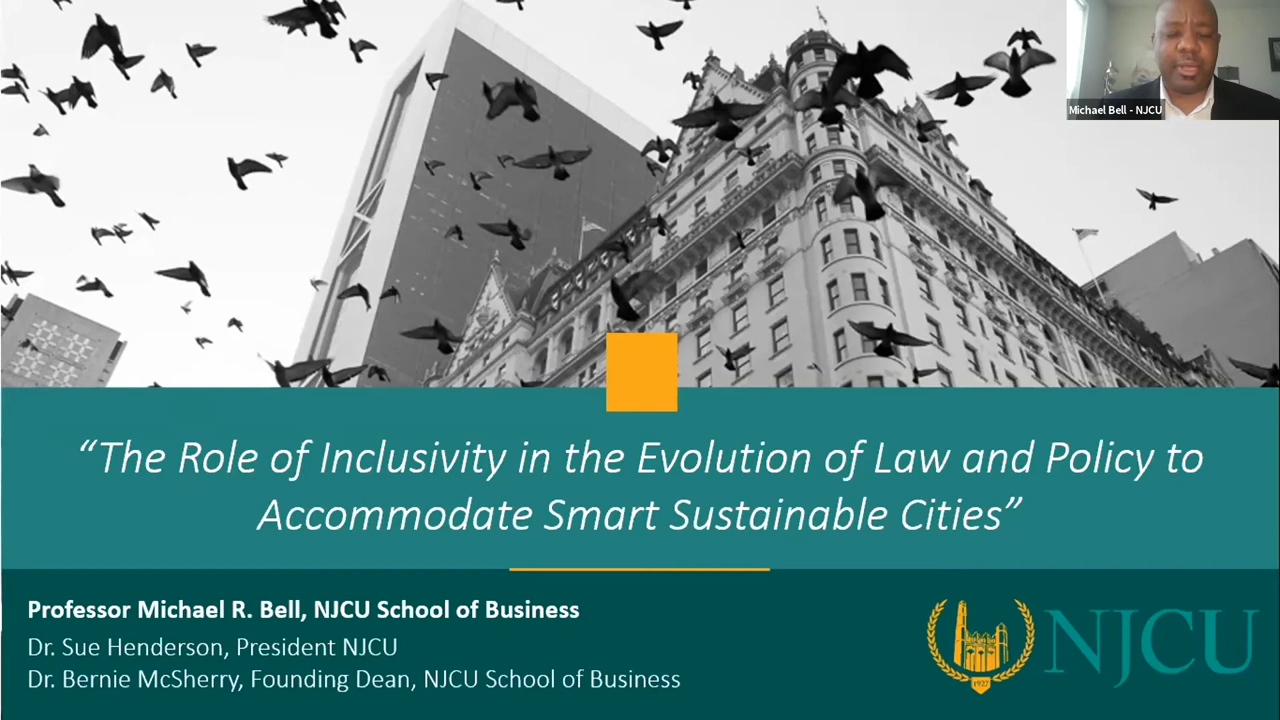 Michael Bell - NJCU
“The Role of Inclusivity in the Evolution of Law and Policy to
Accommodate Smart Sustainable Cities”
Professor Michael R. Bell, NJCU School of Business
Dr. Sue Henderson, President NJCU
Dr. Bernie McSherry, Founding Dean, NJCU School of Business
1927
NJCU